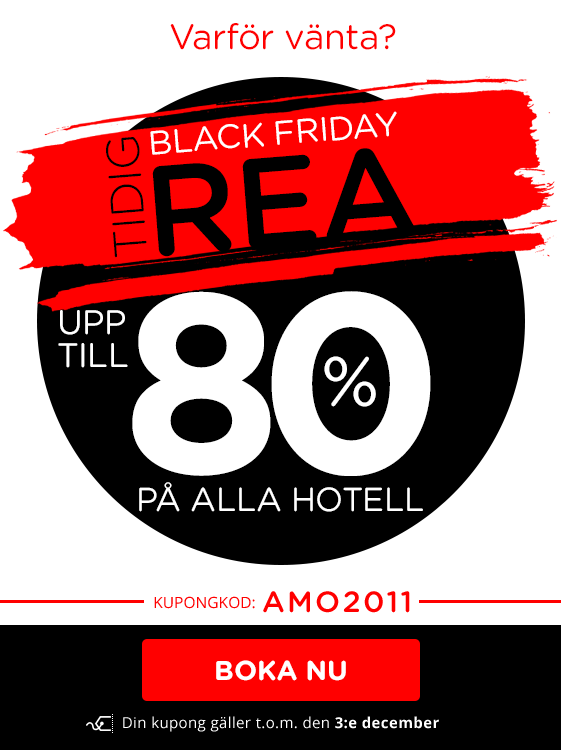 Varför vänta?
TIDIG
BLACK FRIDAY
REA
UPP
TILL
80%
PÅ ALLA HOTELL
KUPONGKOD: AMO2011
BOKA NU
Din kupong gäller t.o.m. den 3:e december